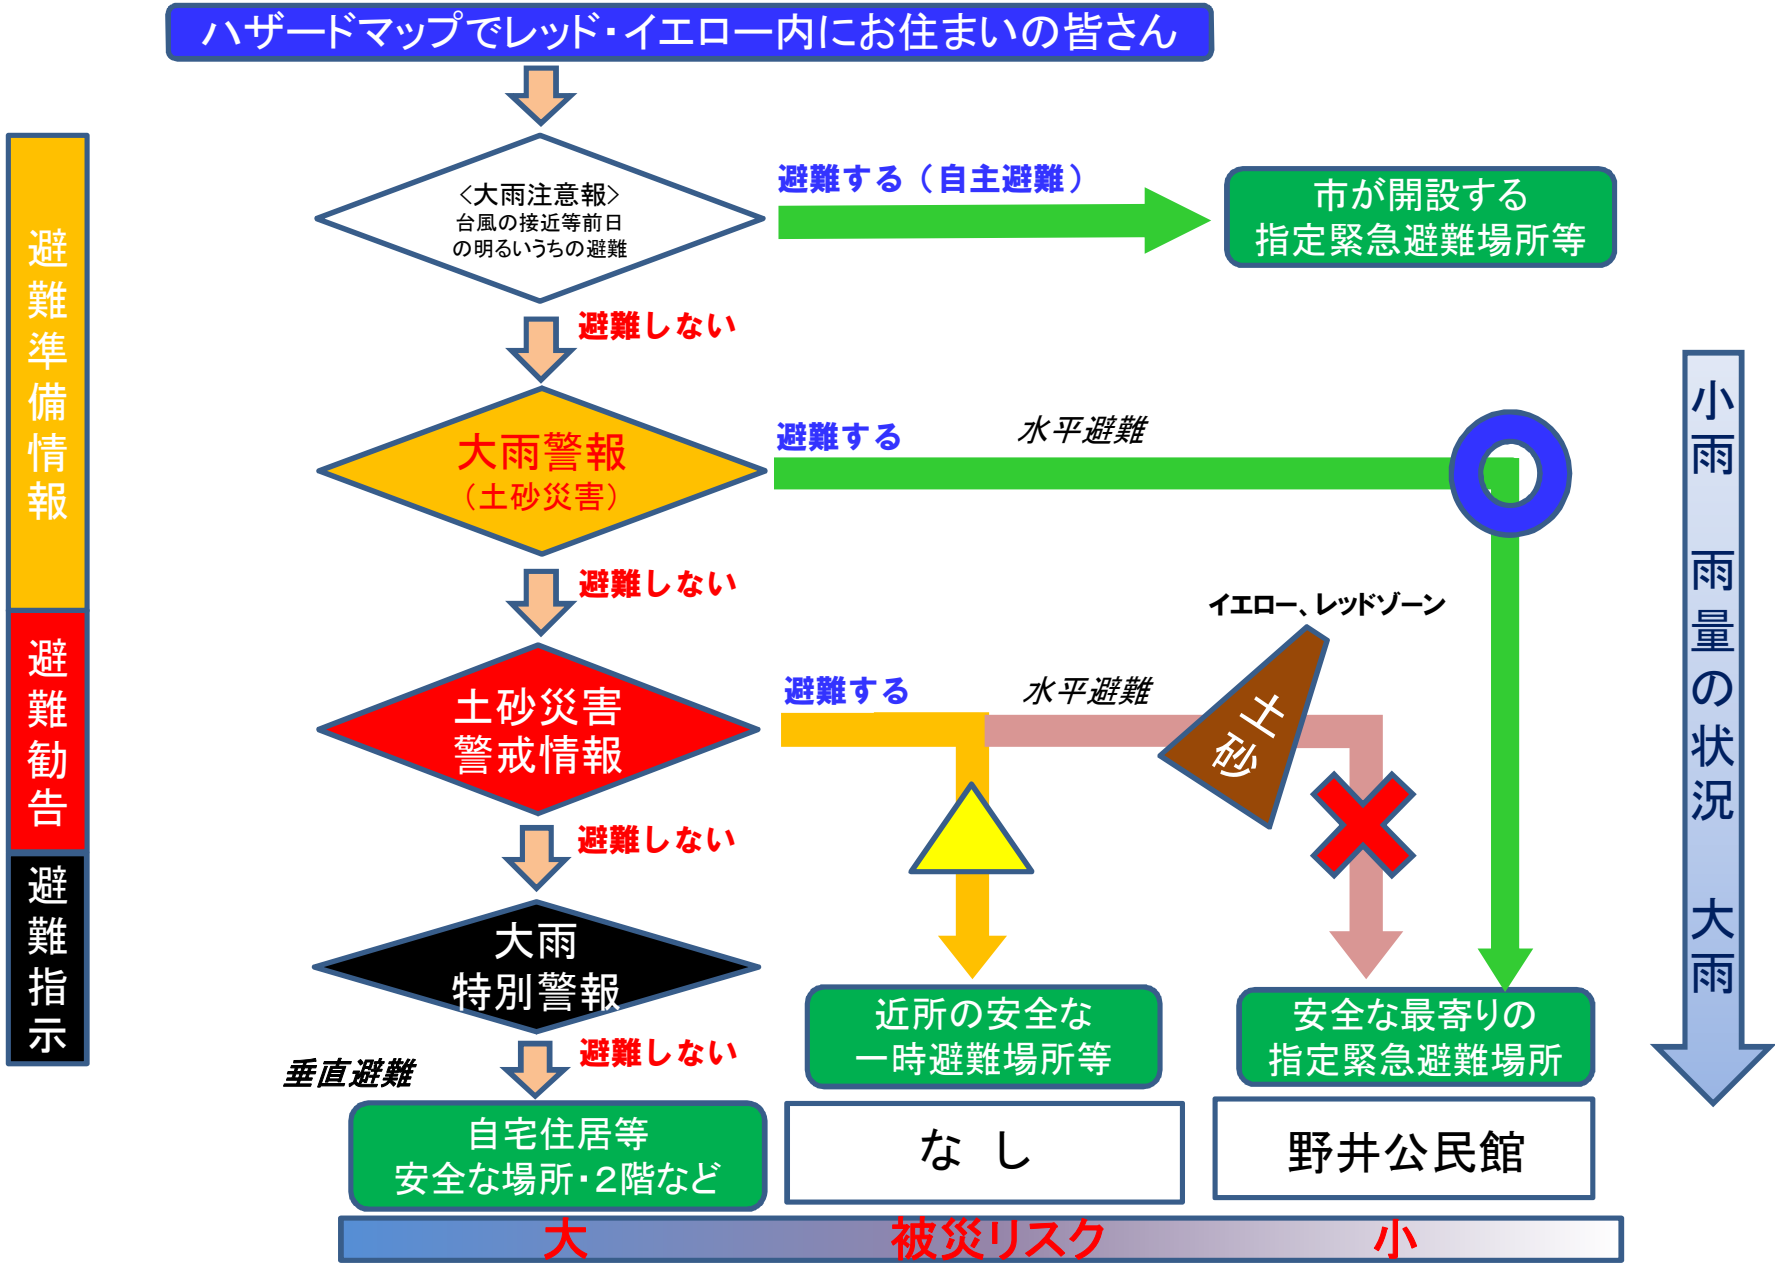 ハザードマップでレッド・イエロー内にお住まいの皆さん
避難準備情報
避難勧告
避難指示
<大雨注意報>
台風の接近等前日
の明るいうちの避難
避難する（自主避難）
市が開設する
指定緊急避難場所等
避難しない
大雨警報
（土砂災害）
避難する
水平避難
避難しない
イエロー、レッドゾーン
土砂災害
警戒情報
避難する
水平避難
土砂
避難しない
大雨
特別警報
避難しない
垂直避難
近所の安全な
一時避難場所等
安全な最寄りの
指定緊急避難場所
自宅住居等
安全な場所・２階など
なし
野井公民館
大 被災リスク 小
小雨 雨量の状況 大雨